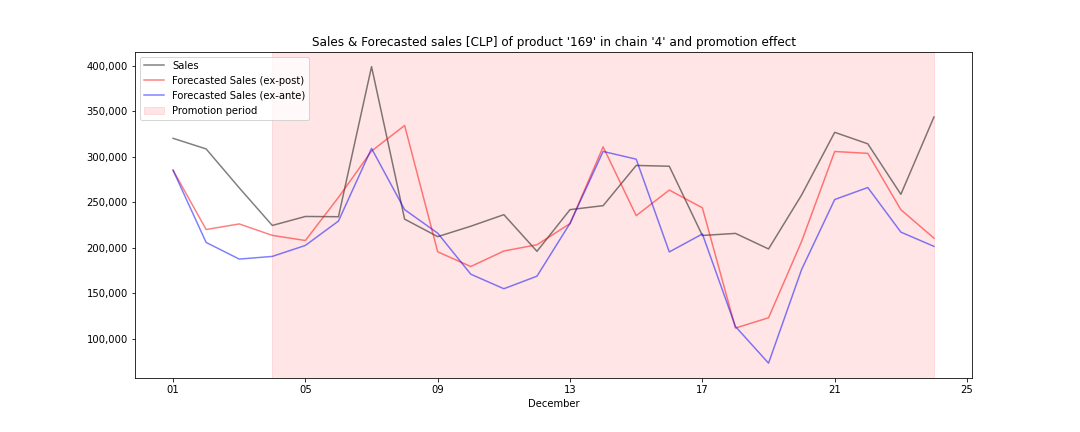 Sales & Forecasted sales [CLP] of product '169' in chain '4' and promotion effect
Sales
Forecasted Sales (ex-post)
Forecasted Sales (ex-ante)
Promotion period
400,000
350,000
300,000
250,000
200,000
150,000
100,000
01 05 09 13 17 21 25
December